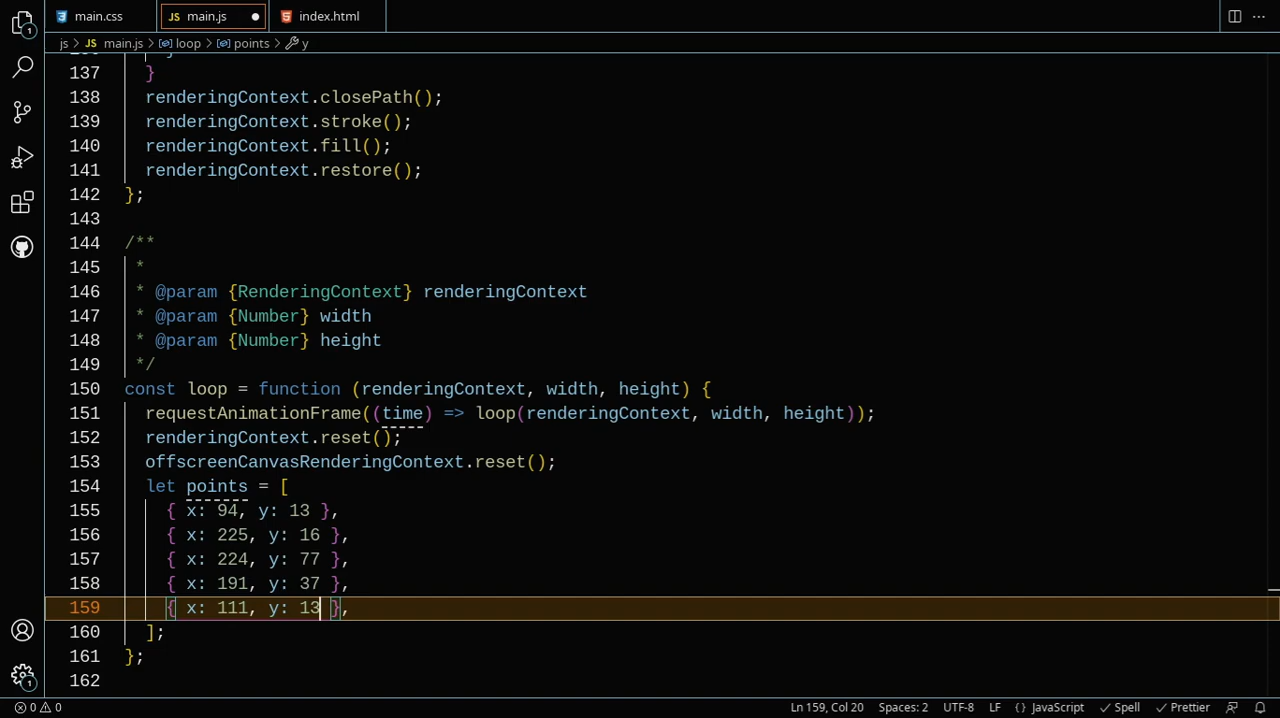 main.css
JS main.js
index.html
js > JS main.js > loop > points > y
137 }
138 renderingContext.closePath();
139 renderingContext.stroke();
140 renderingContext.fill();
141 renderingContext.restore();
142 };
143
144 /**
145 *
146 * @param {RenderingContext} renderingContext
147 * @param {Number} width
148 * @param {Number} height
149 */
150 const loop = function (renderingContext, width, height) {
151 requestAnimationFrame((time) => loop(renderingContext, width, height));
152 renderingContext.reset();
153 offscreenCanvasRenderingContext.reset();
154 let points = [
155 { x: 94, y: 13 },
156 { x: 225, y: 16 },
157 { x: 224, y: 77 },
158 { x: 191, y: 37 },
159 { x: 111, y: 13 },
160 ];
161 };
162
1
1
0 0
Ln 159, Col 20
Spaces: 2
UTF-8
LF
{} JavaScript
Spell
Prettier